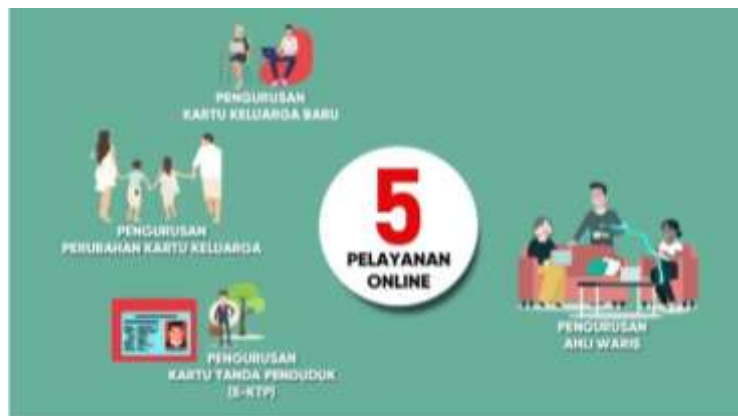 PENGURUSAN
KARTU KELUARGA BARU
PENGURUSAN
PERUBAHAN KARTU KELUARGA
5
PELAYANAN
ONLINE
PENGURUSAN
AHLI WARIS
PENGURUSAN
KARTU TANDA PENDUDUK
(E-KTP)